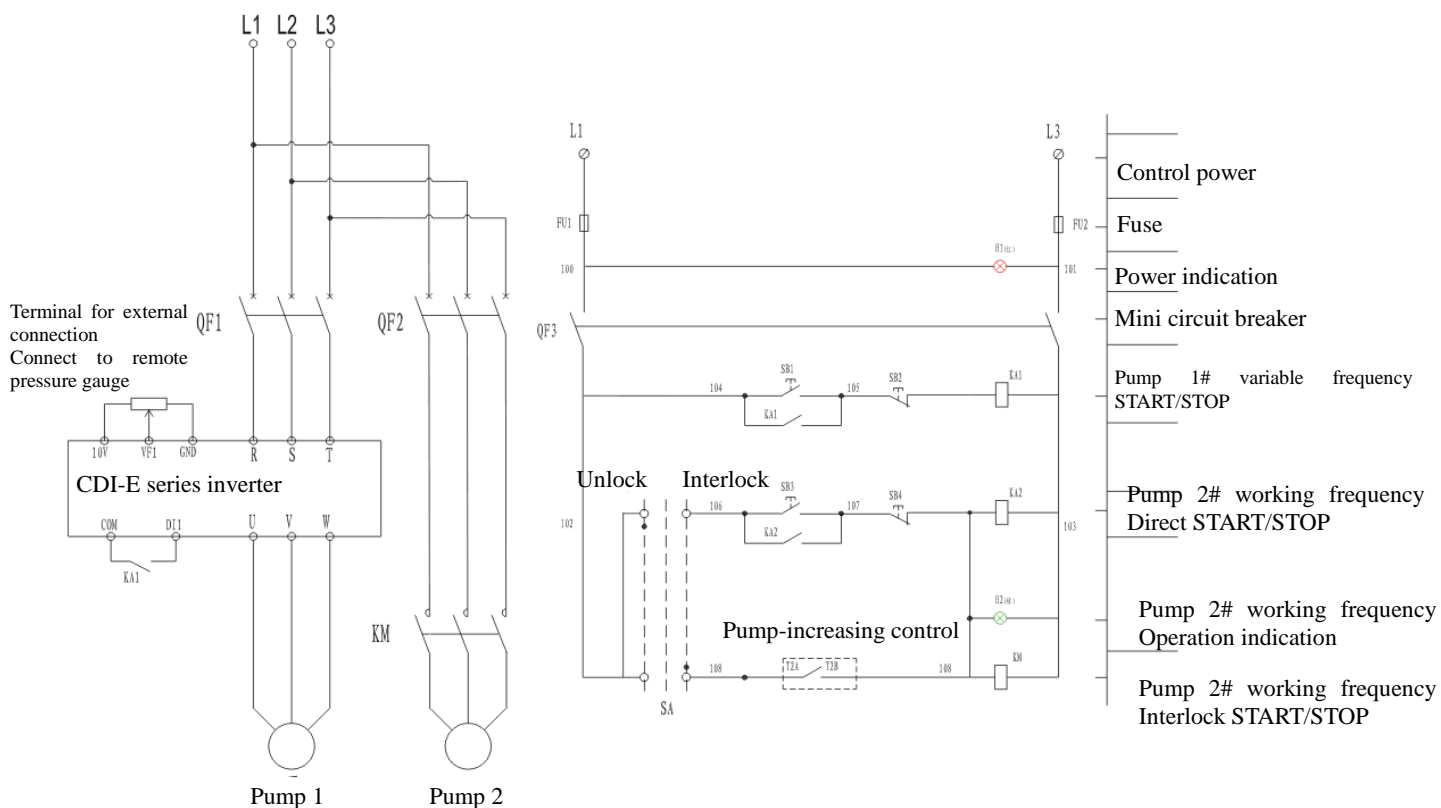 L1 L2 L3
QF1
QF2
Terminal for external
connection
Connect to remote
pressure gauge
10V VF1 GND R S T
CDI-E series inverter
COM DI1 U V W
KA1
KM
Pump 1
Pump 2
L1 L3
Control power
FU1 FU2
Fuse
H1(红)
100 101
Power indication
QF3
Mini circuit breaker
104 SB1 105 SB2 KA1
KA1
Pump 1# variable frequency
START/STOP
Unlock Interlock
102 103
106 SB3 107 SB4 KA2
KA2
Pump 2# working frequency
Direct START/STOP
H2(绿)
Pump 2# working frequency
Operation indication
Pump-increasing control
108 T2A T2B 108 KM
SA
Pump 2# working frequency
Interlock START/STOP